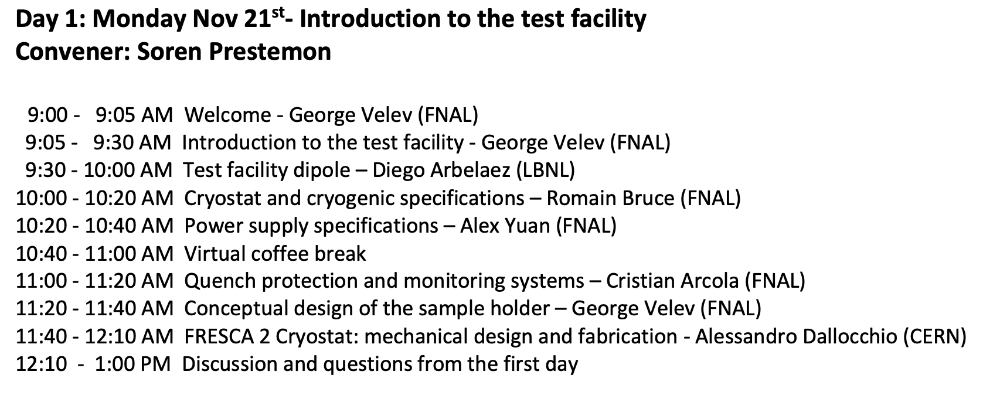 Day 1: Monday Nov 21st- Introduction to the test facility
Convener: Soren Prestemon
9:00 - 9:05 AM Welcome - George Velev (FNAL)
9:05 - 9:30 AM Introduction to the test facility - George Velev (FNAL)
9:30 - 10:00 AM Test facility dipole – Diego Arbelaez (LBNL)
10:00 - 10:20 AM Cryostat and cryogenic specifications – Romain Bruce (FNAL)
10:20 - 10:40 AM Power supply specifications – Alex Yuan (FNAL)
10:40 - 11:00 AM Virtual coffee break
11:00 - 11:20 AM Quench protection and monitoring systems – Cristian Arcola (FNAL)
11:20 - 11:40 AM Conceptual design of the sample holder – George Velev (FNAL)
11:40 - 12:10 AM FRESCA 2 Cryostat: mechanical design and fabrication - Alessandro Dallocchio (CERN)
12:10 - 1:00 PM Discussion and questions from the first day